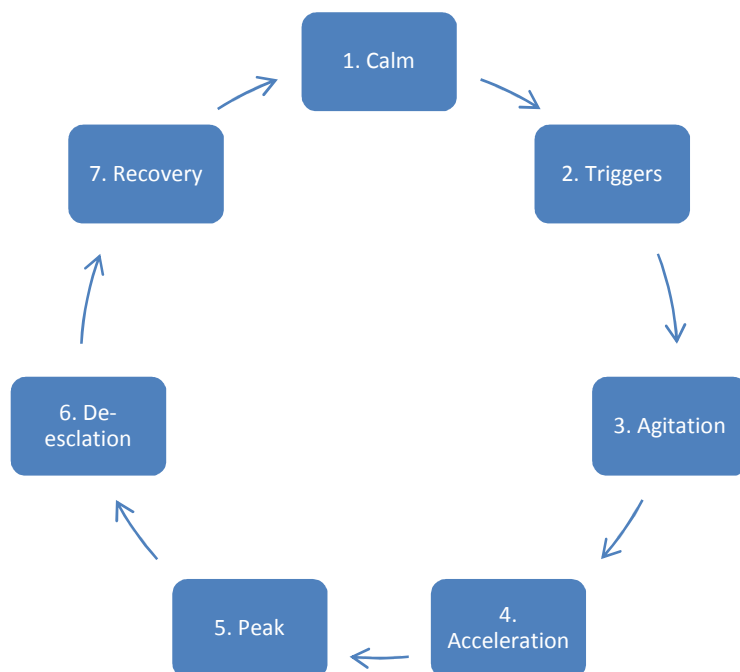 1. Calm
2. Triggers
3. Agitation
4.
Acceleration
5. Peak
6. De-
esclation
7. Recovery